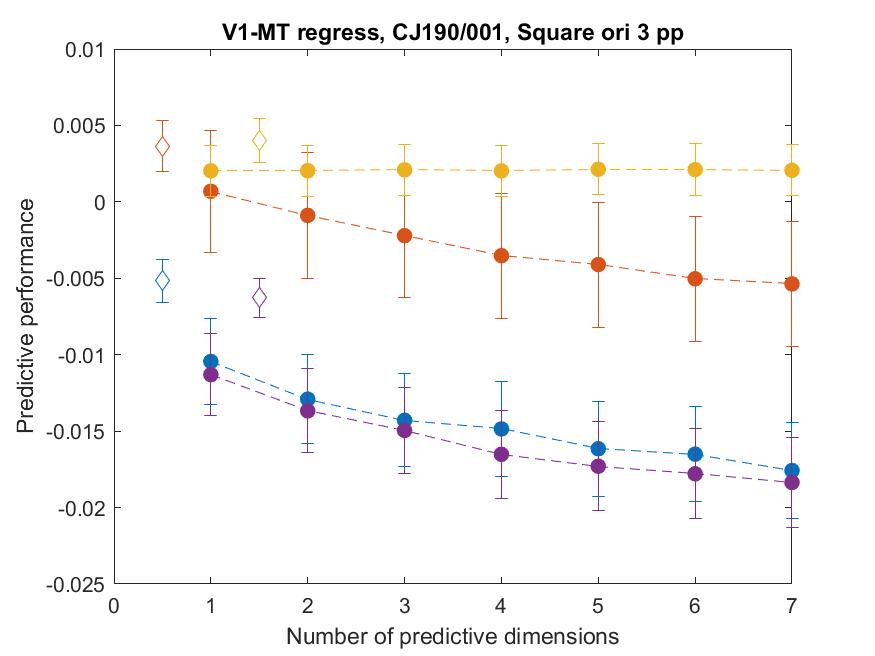 V1-MT regress, CJ190/001, Square ori 3 pp
0.01
0.005
0
-0.005
-0.01
-0.015
-0.02
-0.025
Predictive performance
0 1 2 3 4 5 6 7
Number of predictive dimensions